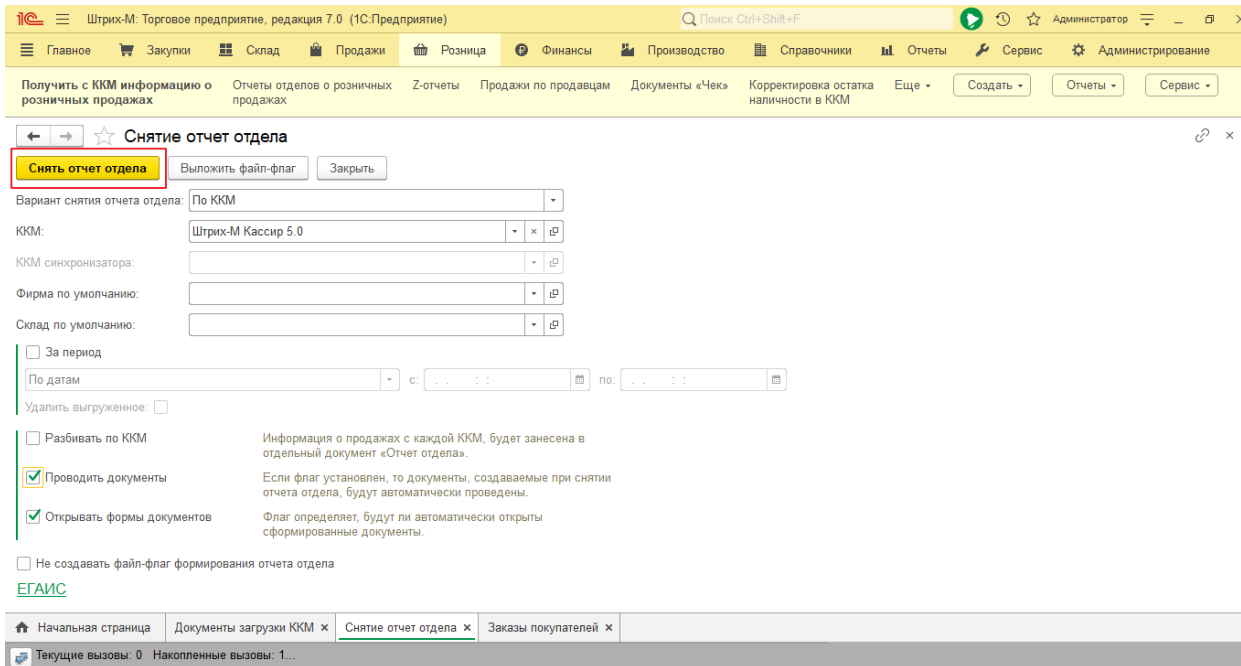 1С Штрих-М: Торговое предприятие, редакция 7.0 (1С:Предприятие) Поиск Ctrl+Shift+F Администратор
Главное Закупки Склад Продажи Розница Финансы Производство Справочники Отчеты Сервис Администрирование
Получить с ККМ информацию о розничных продажах
Отчеты отделов о розничных продажах
Z-отчеты
Продажи по продавцам
Документы «Чек»
Корректировка остатка наличности в ККМ
Еще
Создать
Отчеты
Сервис
Снятие отчет отдела
Снять отчет отдела Выложить файл-флаг Закрыть
Вариант снятия отчета отдела: По ККМ
ККМ: Штрих-М Кассир 5.0
ККМ синхронизатора:
Фирма по умолчанию:
Склад по умолчанию:
За период
По датам с: . . : : по: . . : :
Удалить выгруженное:
Разбивать по ККМ Информация о продажах с каждой ККМ, будет занесена в
отдельный документ «Отчет отдела».
Проводить документы Если флаг установлен, то документы, создаваемые при снятии
отчета отдела, будут автоматически проведены.
Открывать формы документов Флаг определяет, будут ли автоматически открыты
сформированные документы.
Не создавать файл-флаг формирования отчета отдела
ЕГАИС
Начальная страница Документы загрузки ККМ × Снятие отчет отдела × Заказы покупателей ×
Текущие вызовы: 0 Накопленные вызовы: 1...